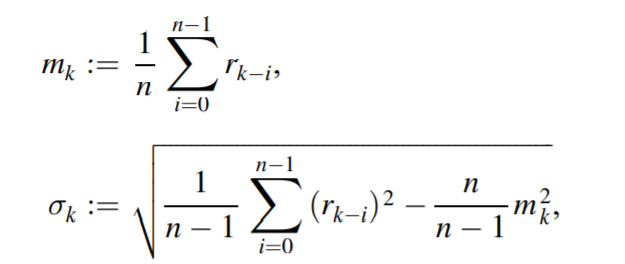 m_k := \frac{1}{n} \sum_{i=0}^{n-1} r_{k-i},
\sigma_k := \sqrt{\frac{1}{n-1} \sum_{i=0}^{n-1} (r_{k-i})^2 - \frac{n}{n-1} m_k^2},